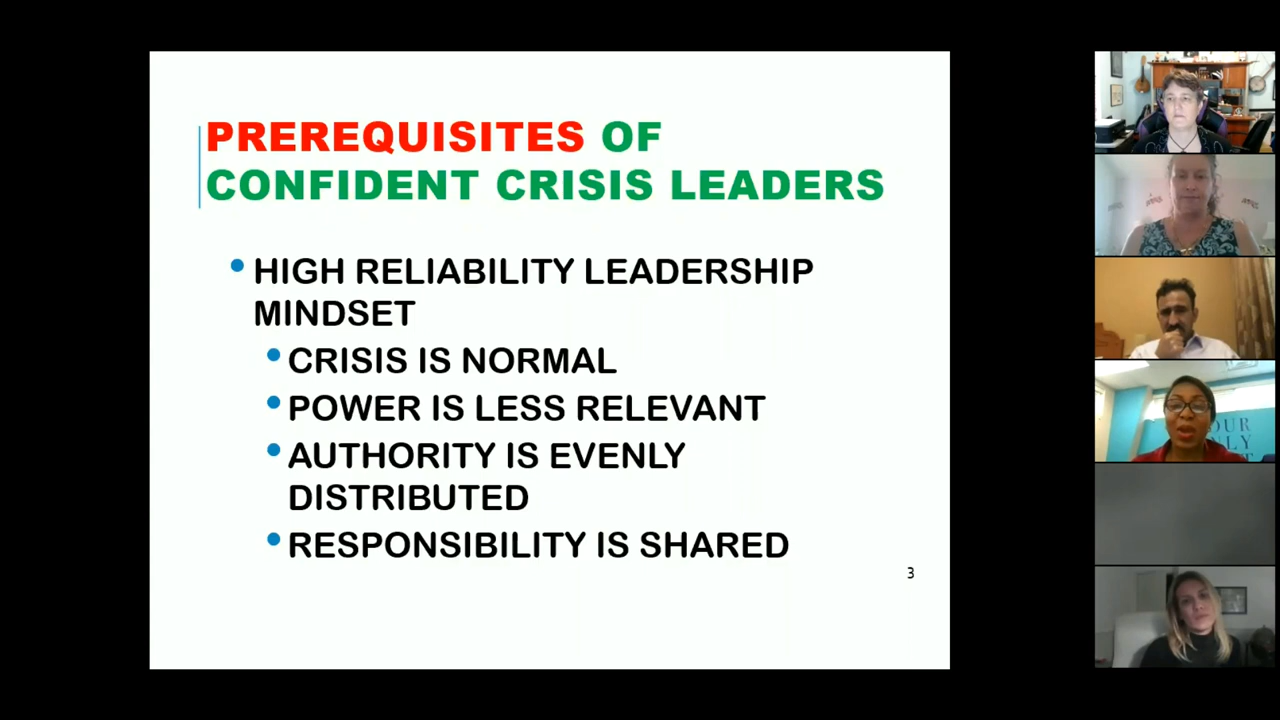 PREREQUISITES OF
CONFIDENT CRISIS LEADERS
• HIGH RELIABILITY LEADERSHIP
MINDSET
• CRISIS IS NORMAL
• POWER IS LESS RELEVANT
• AUTHORITY IS EVENLY
DISTRIBUTED
• RESPONSIBILITY IS SHARED
3